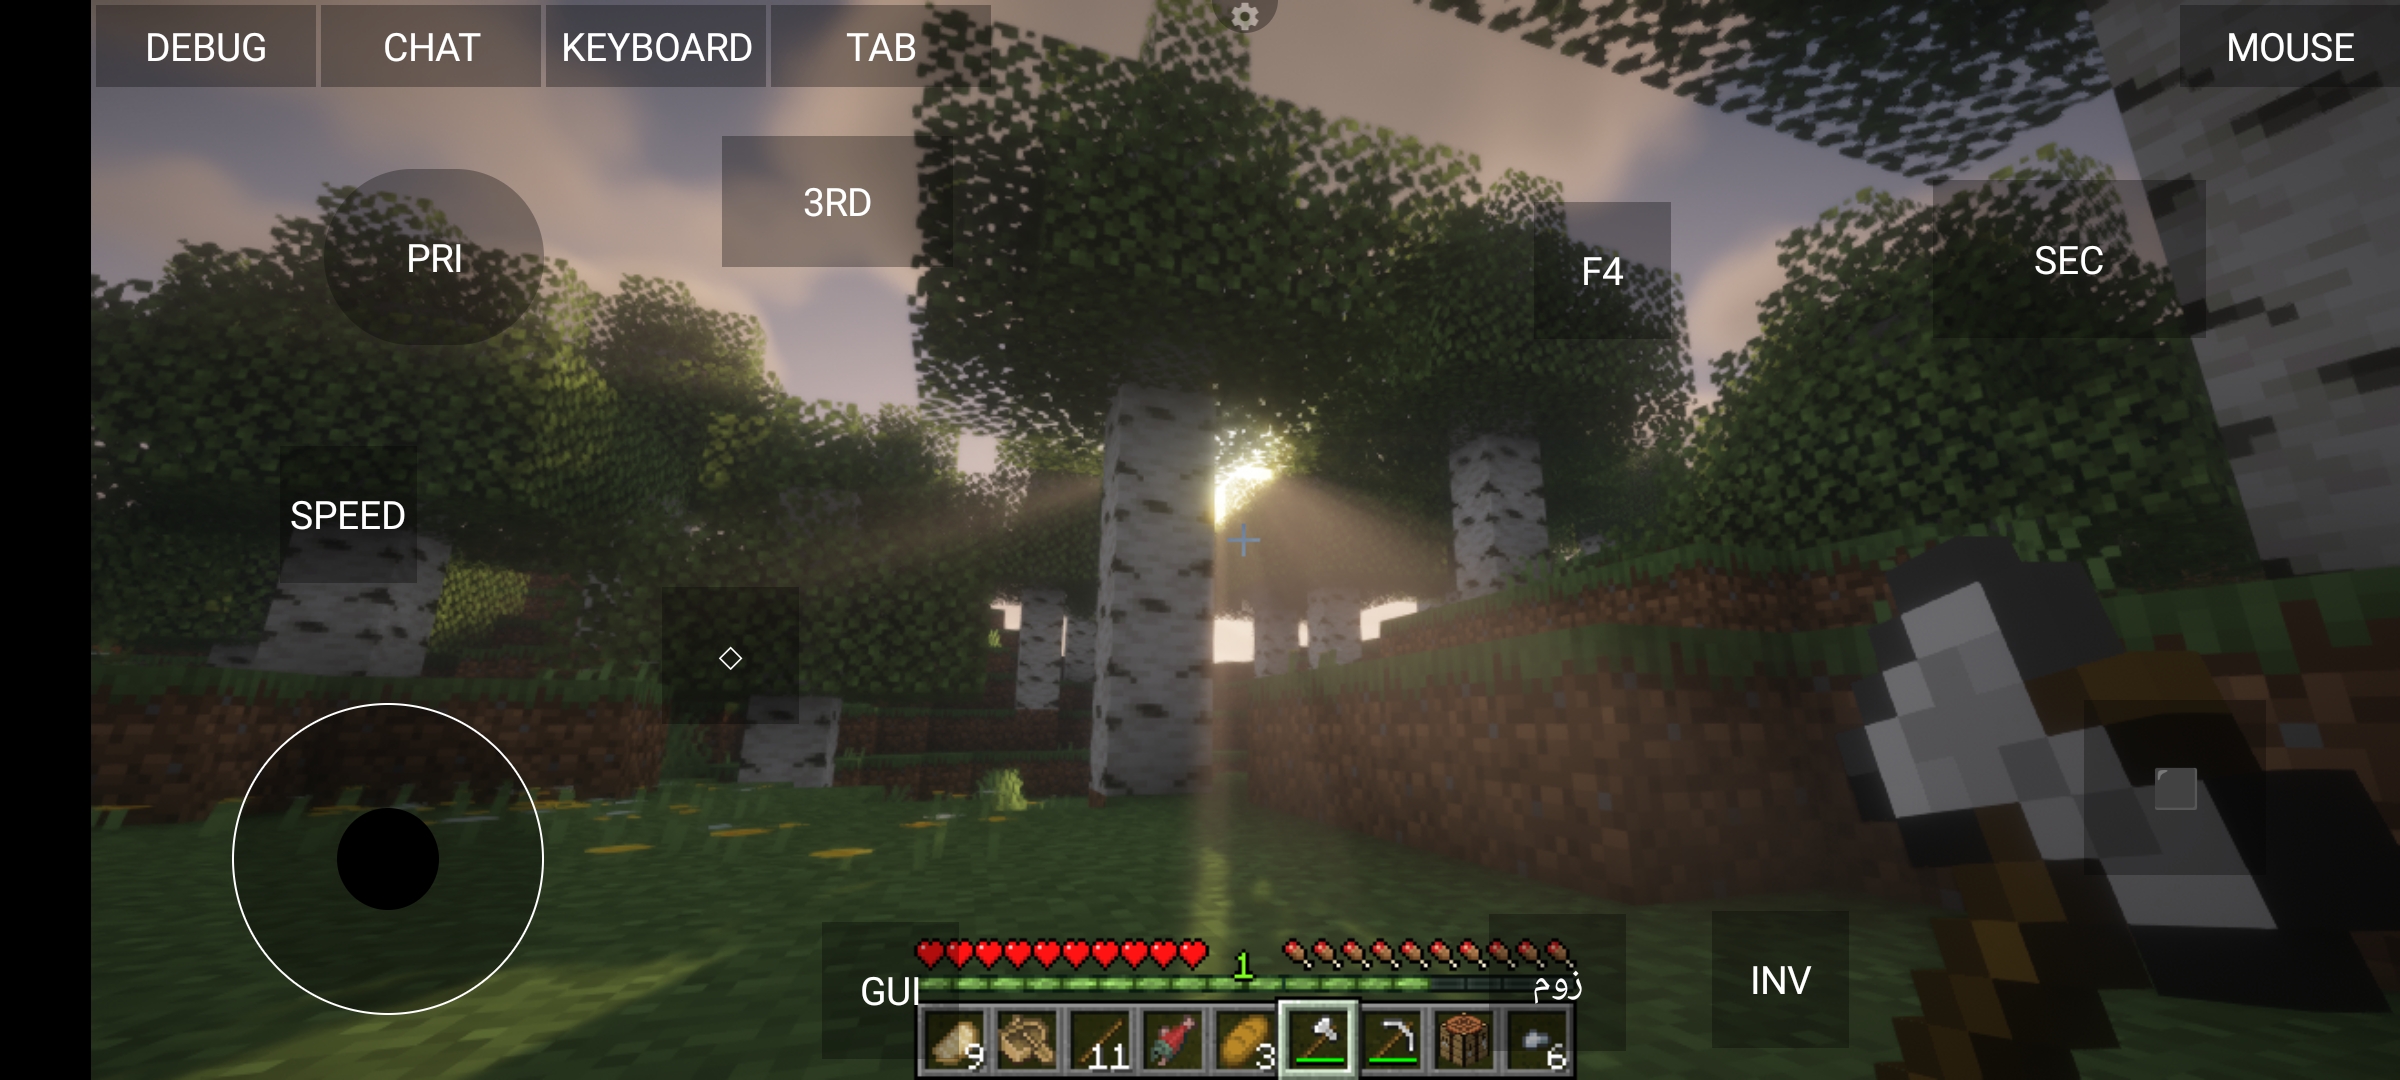 DEBUG
CHAT
KEYBOARD
TAB
MOUSE
3RD
PRI
F4
SEC
SPEED
GUI
1
زوم
INV
9
11
3
6